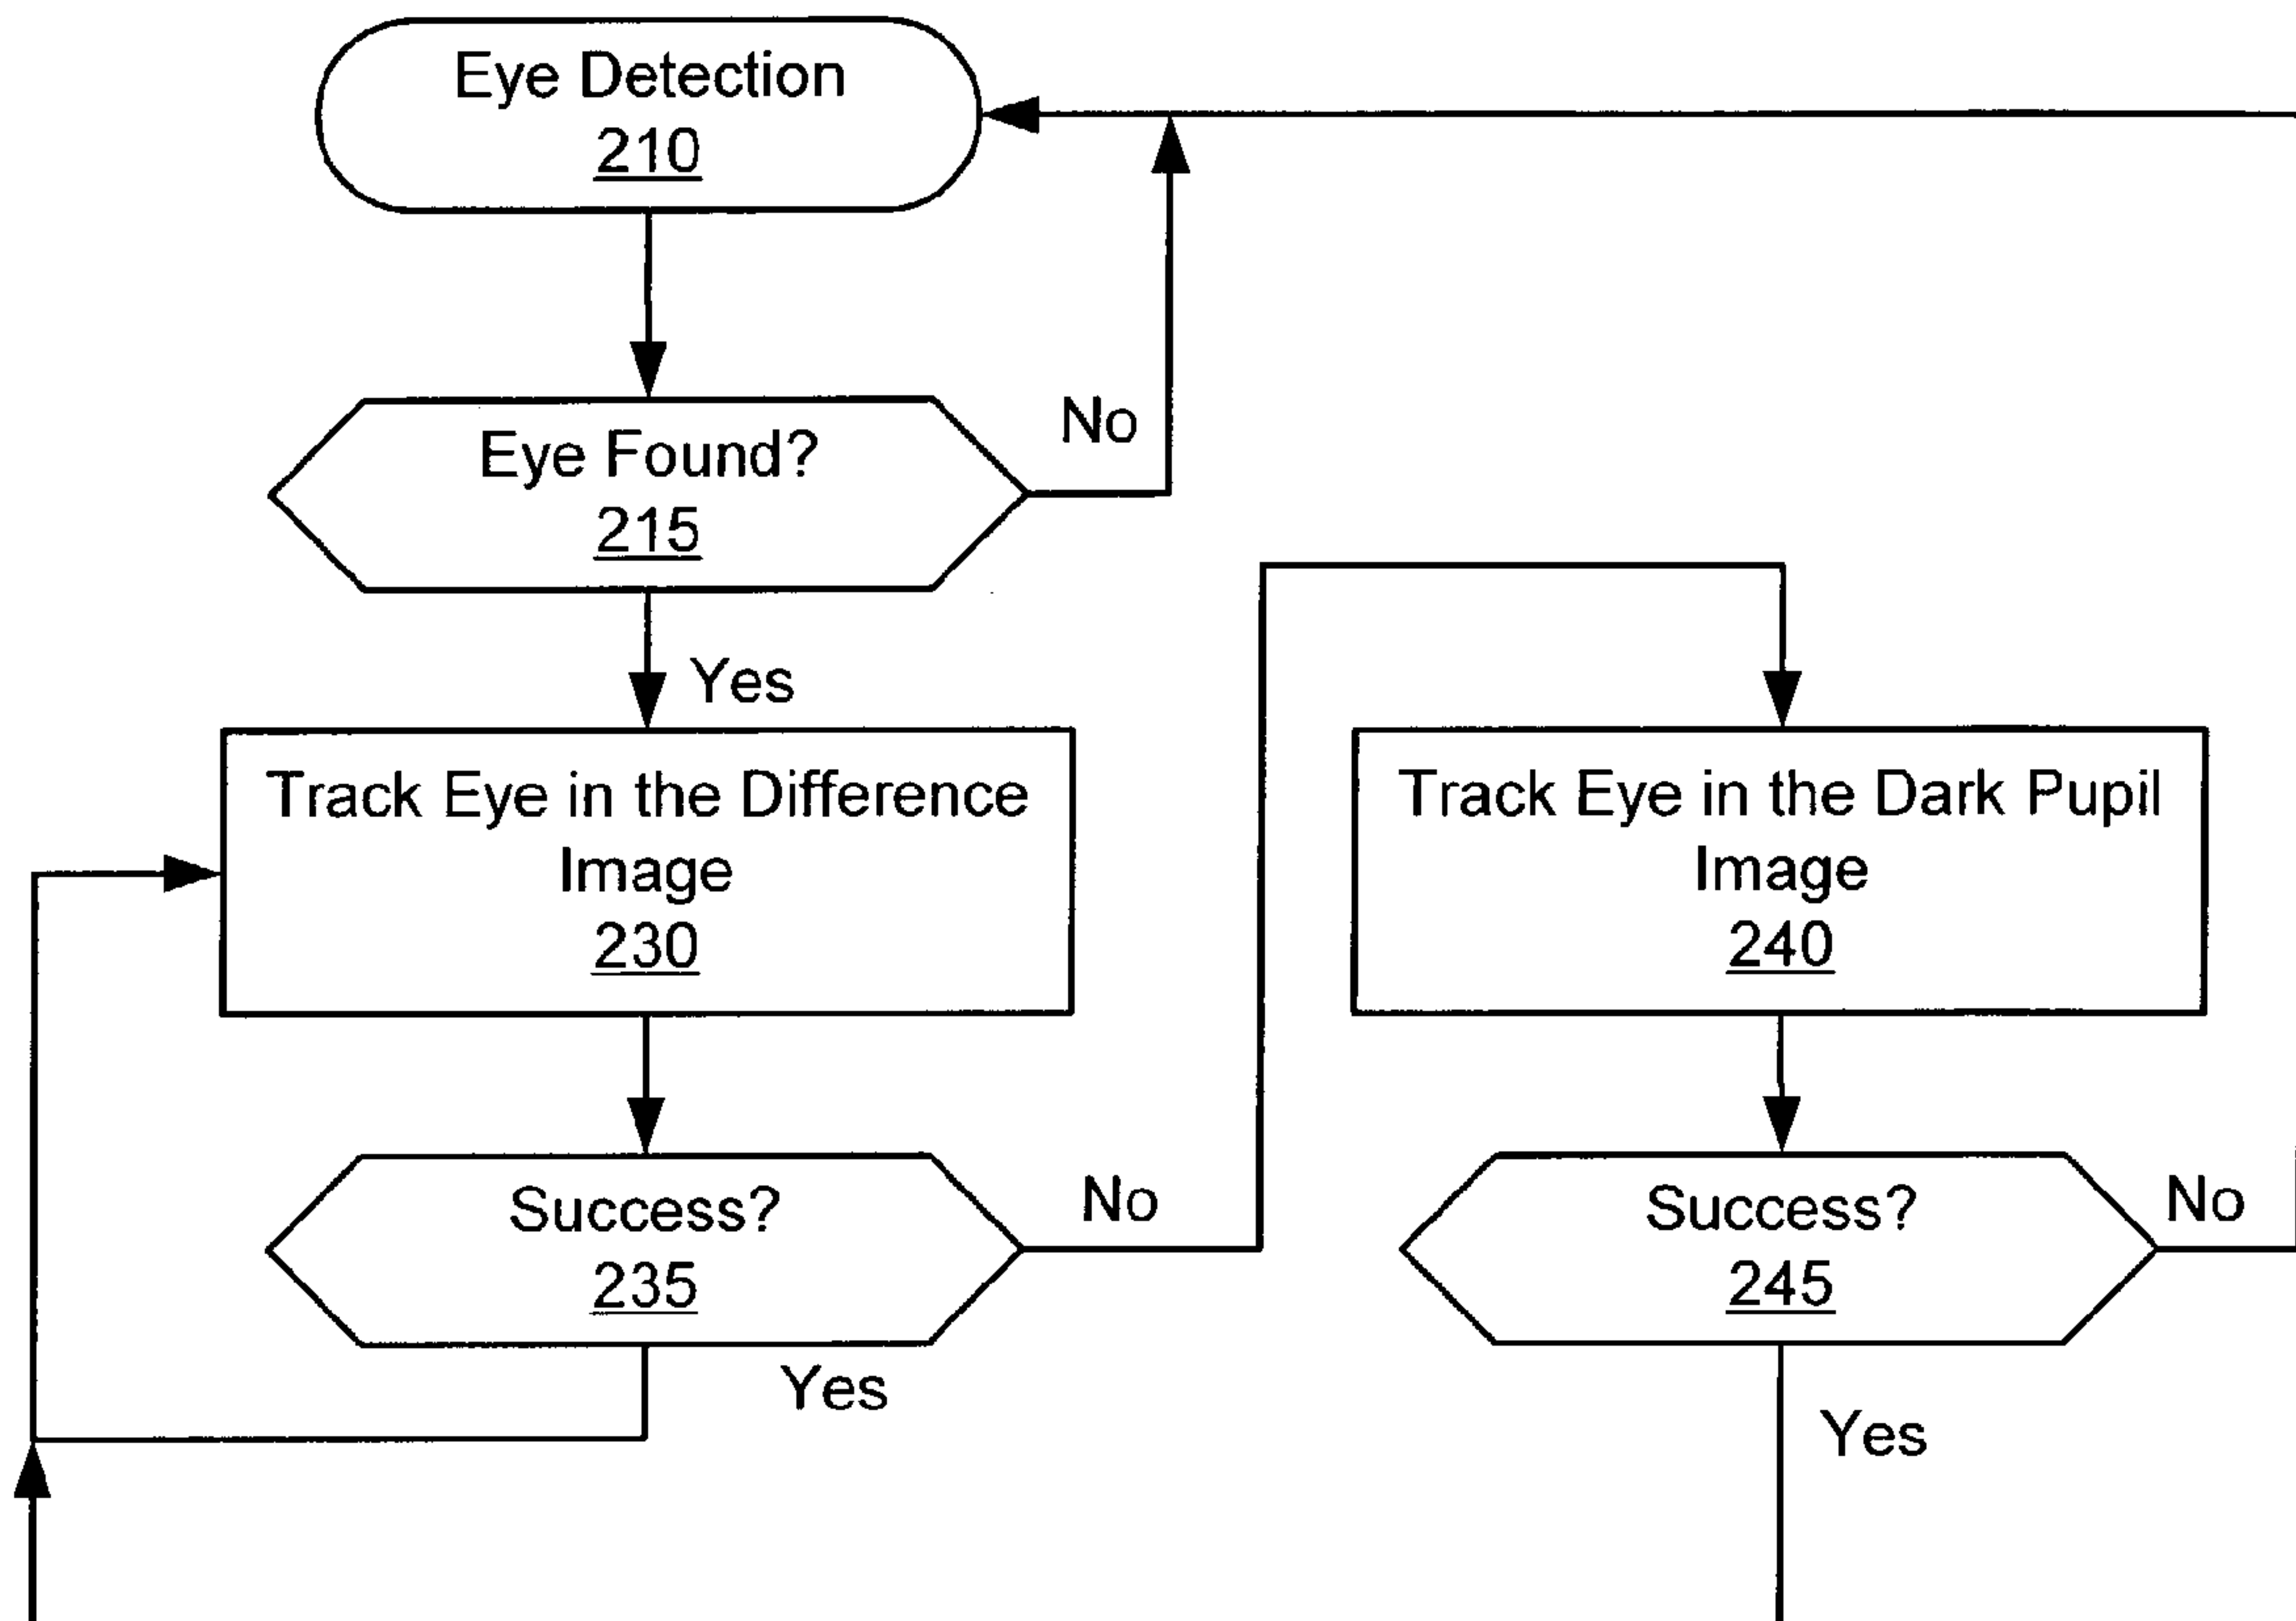 Eye Detection
210
Eye Found?
215
No
Yes
Track Eye in the Difference
Image
230
Success?
235
No
Yes
Track Eye in the Dark Pupil
Image
240
Success?
245
No
Yes